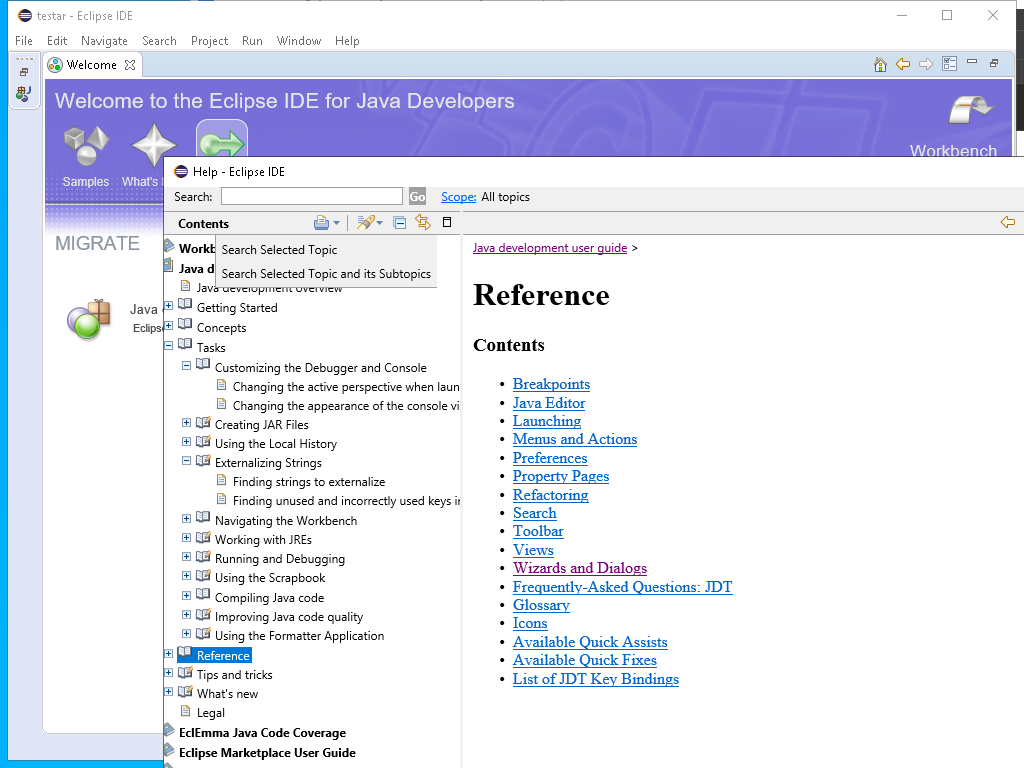 testar - Eclipse IDE
File Edit Navigate Search Project Run Window Help
Welcome
Welcome to the Eclipse IDE for Java Developers
Workbench
Samples What's
MIGRATE
Java
Eclips
Help - Eclipse IDE
Search: Go Scope: All topics
Contents
Search Selected Topic
Search Selected Topic and its Subtopics
Workb
Java d
Java development overview
Getting Started
Concepts
Tasks
Customizing the Debugger and Console
Changing the active perspective when laun
Changing the appearance of the console vi
Creating JAR Files
Using the Local History
Externalizing Strings
Finding strings to externalize
Finding unused and incorrectly used keys i
Navigating the Workbench
Working with JREs
Running and Debugging
Using the Scrapbook
Compiling Java code
Improving Java code quality
Using the Formatter Application
Reference
Tips and tricks
What's new
Legal
EclEmma Java Code Coverage
Eclipse Marketplace User Guide
Java development user guide >
Reference
Contents
• Breakpoints
• Java Editor
• Launching
• Menus and Actions
• Preferences
• Property Pages
• Refactoring
• Search
• Toolbar
• Views
• Wizards and Dialogs
• Frequently-Asked Questions: JDT
• Glossary
• Icons
• Available Quick Assists
• Available Quick Fixes
• List of JDT Key Bindings